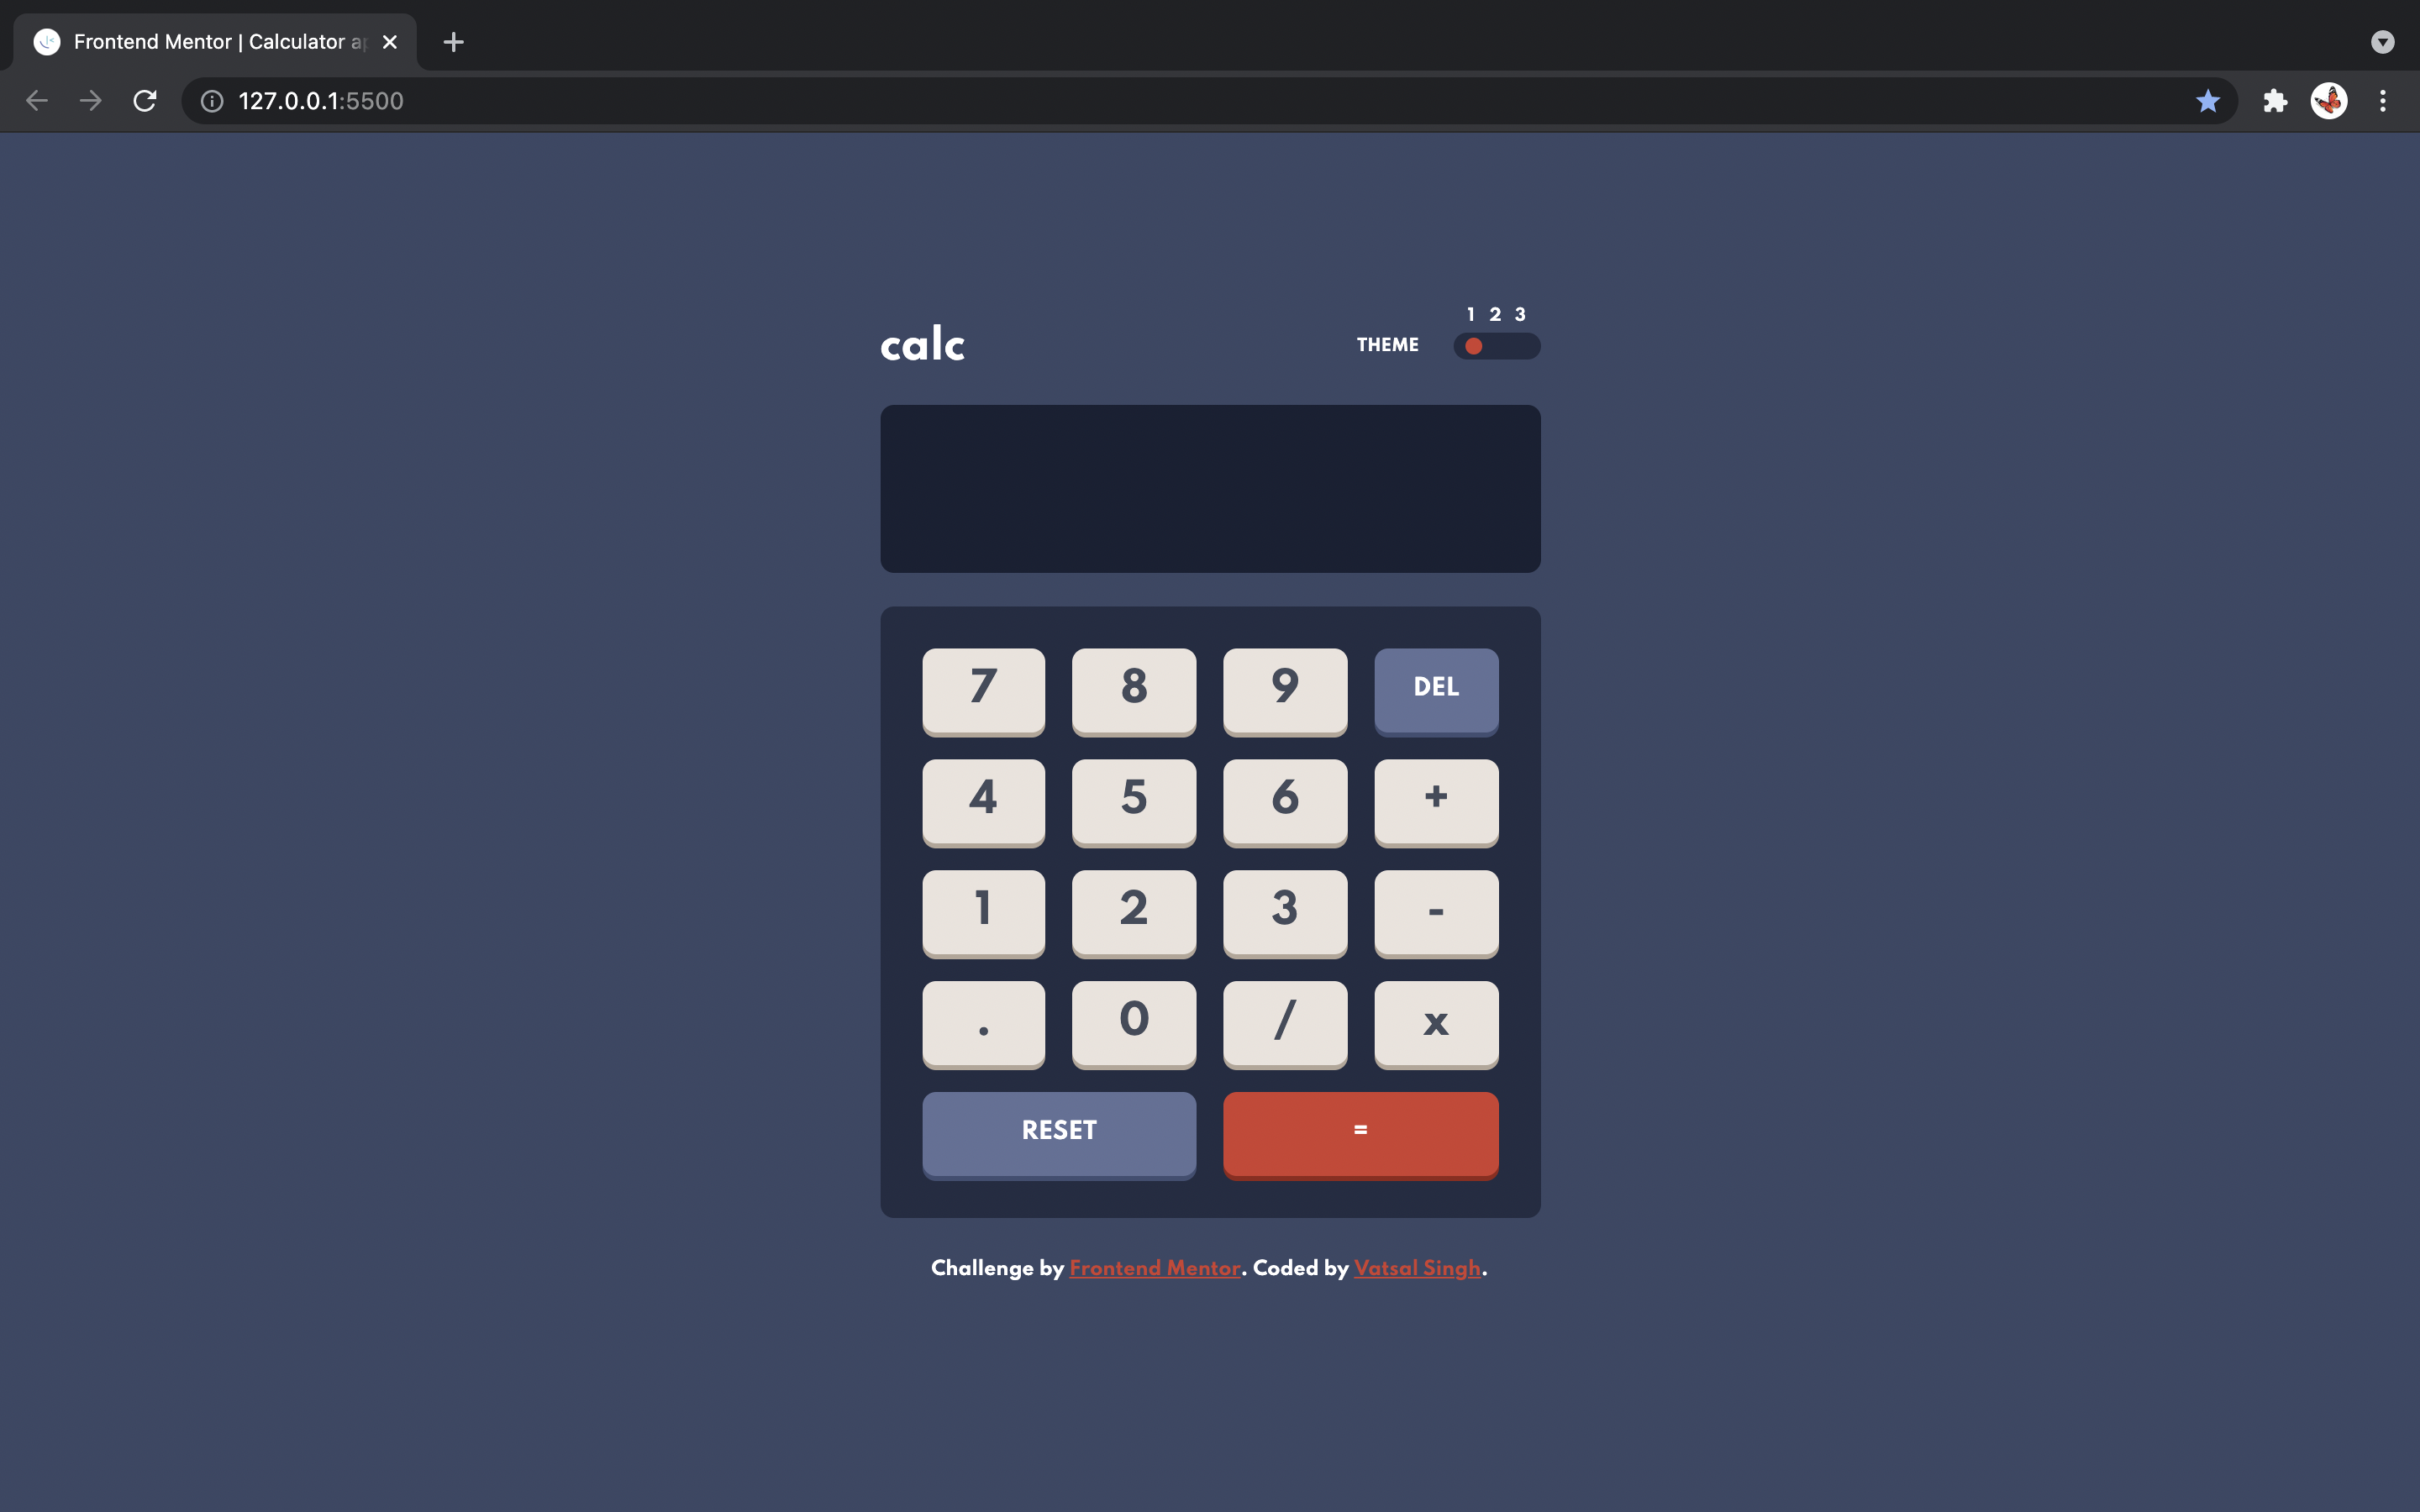 Frontend Mentor | Calculator a
127.0.0.1:5500
1 2 3
calc THEME
7 8 9 DEL
4 5 6 +
1 2 3 -
. 0 / x
RESET =
Challenge by Frontend Mentor. Coded by Vatsal Singh.